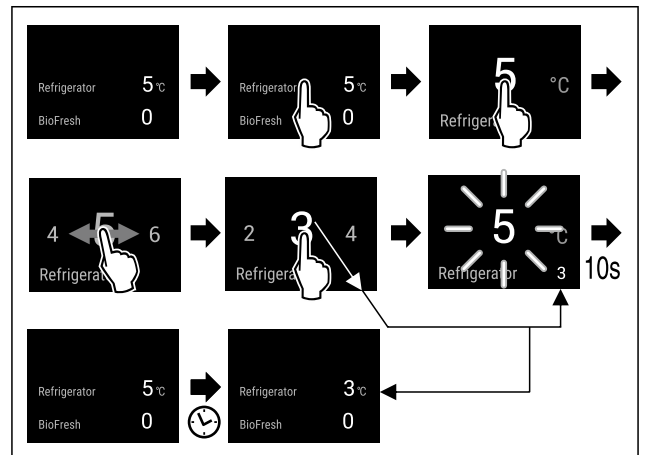 Refrigerator 5 °C
BioFresh 0
Refrigerator 5 °C
BioFresh 0
5 °C
Refriger
4 5 6
Refrigerat
2 3 4
Refrigera
5 °C
Refrigerator 3
10s
Refrigerator 5 °C
BioFresh 0
Refrigerator 3 °C
BioFresh 0